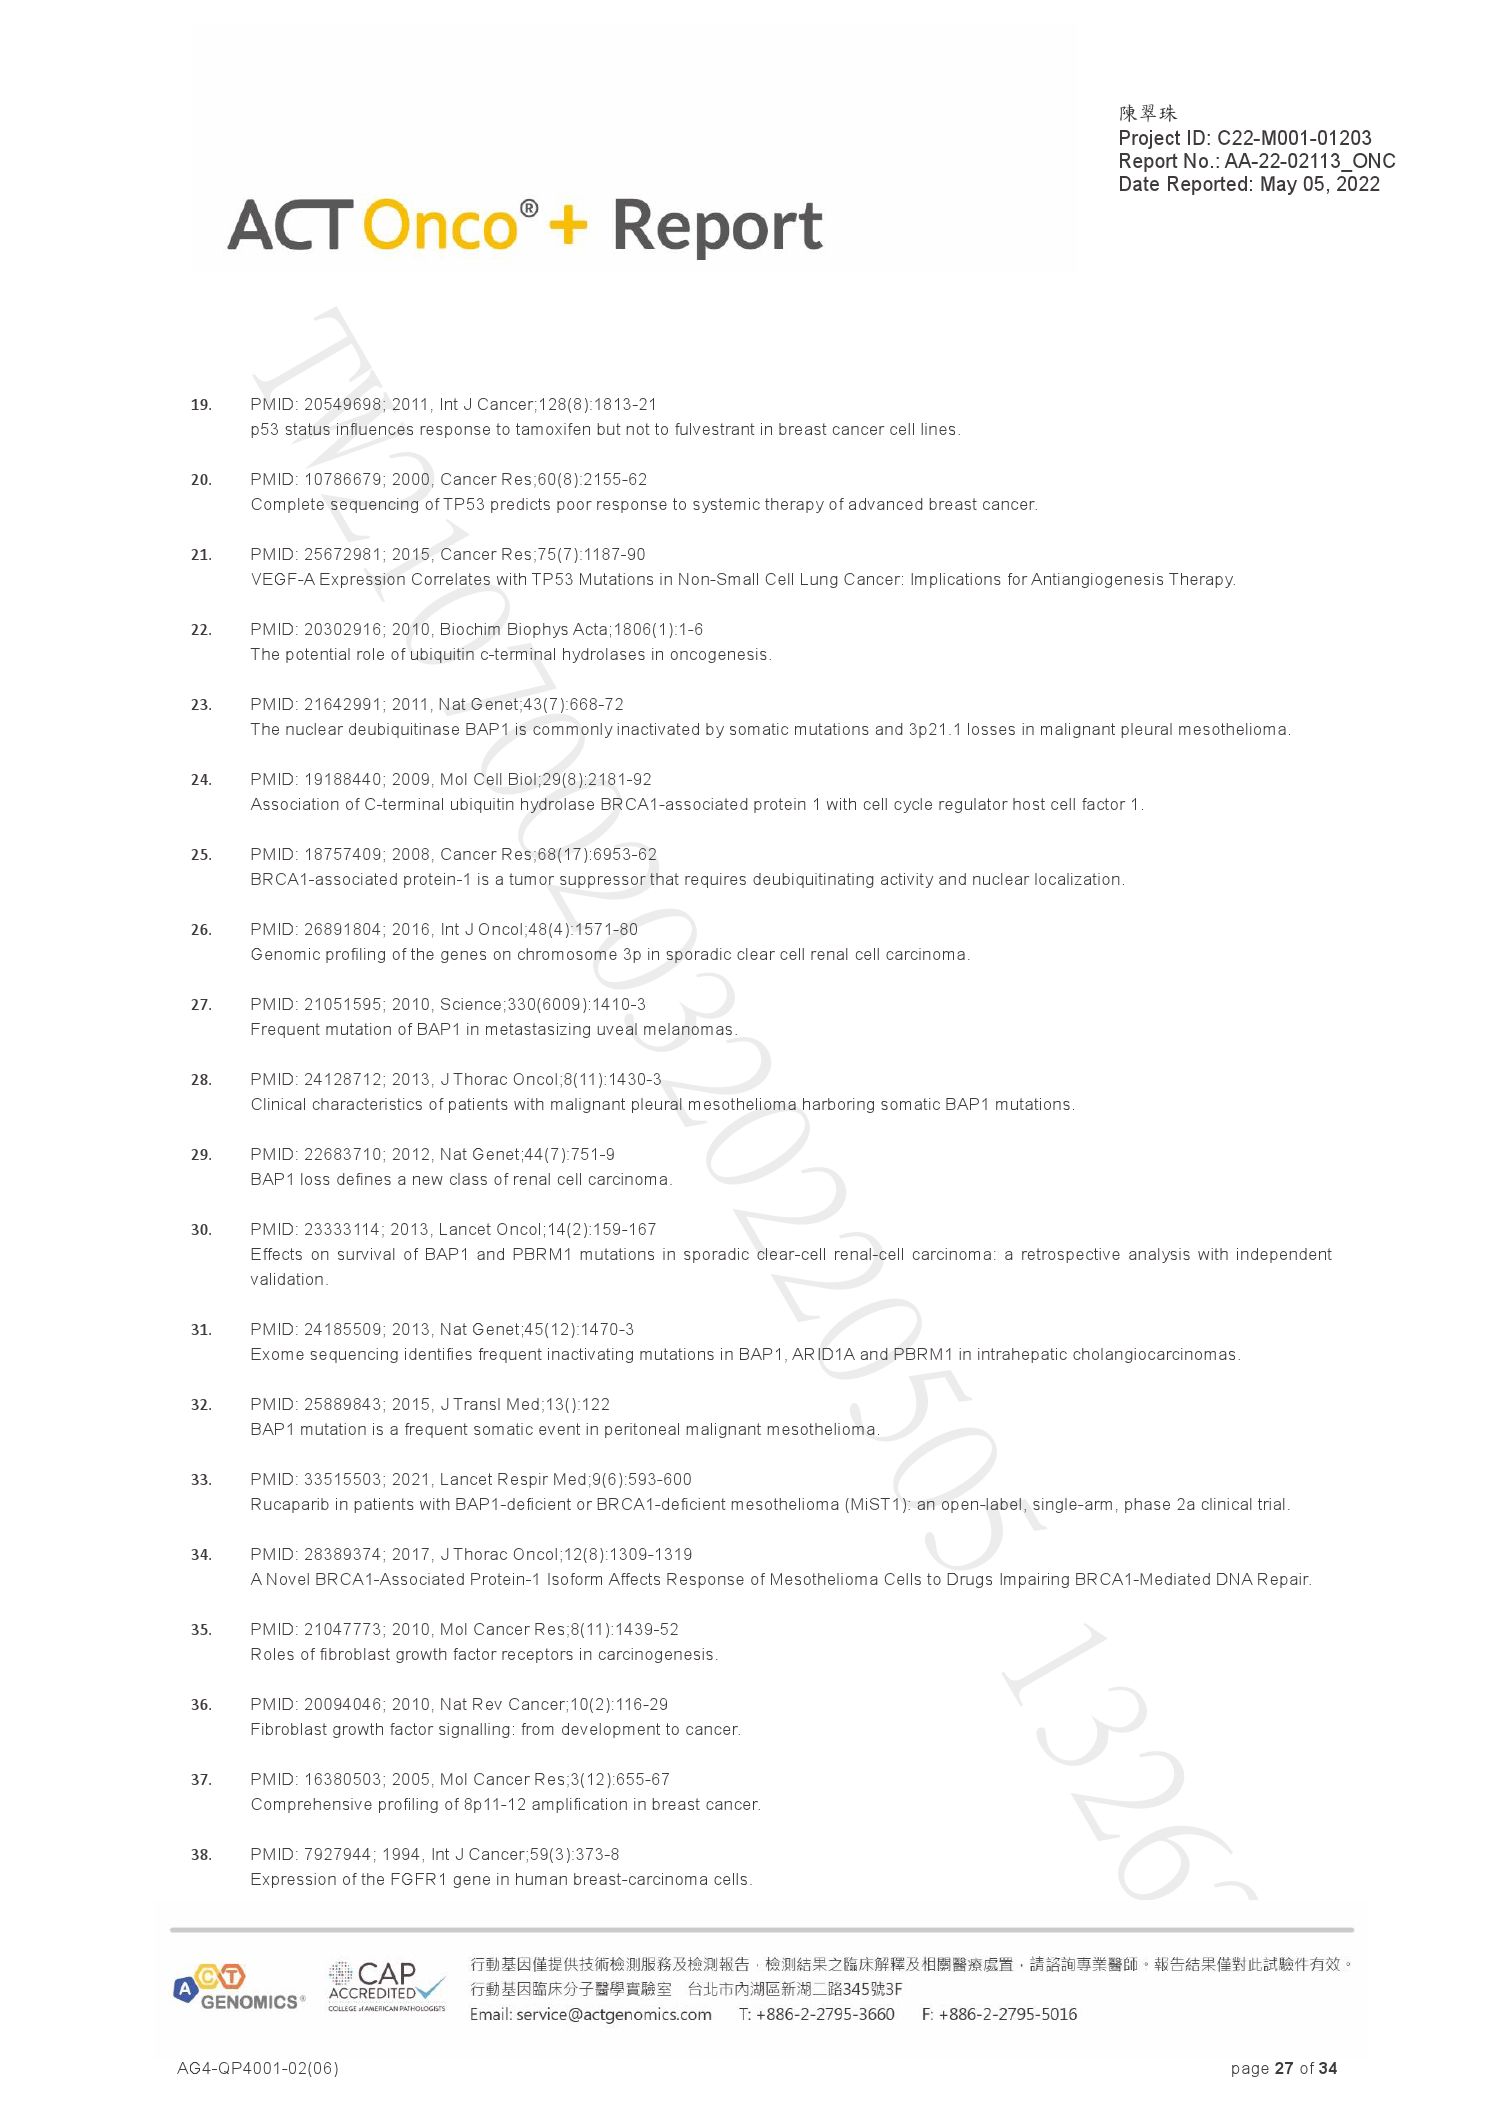 陳翠珠
Project ID: C22-M001-01203
Report No.: AA-22-02113_ONC
Date Reported: May 05, 2022
ACTOnco®+ Report
19. PMID: 20549698; 2011, Int J Cancer;128(8):1813-21
p53 status influences response to tamoxifen but not to fulvestrant in breast cancer cell lines.
20. PMID: 10786679; 2000, Cancer Res;60(8):2155-62
Complete sequencing of TP53 predicts poor response to systemic therapy of advanced breast cancer.
21. PMID: 25672981; 2015, Cancer Res;75(7):1187-90
VEGF-A Expression Correlates with TP53 Mutations in Non-Small Cell Lung Cancer: Implications for Antiangiogenesis Therapy.
22. PMID: 20302916; 2010, Biochim Biophys Acta;1806(1):1-6
The potential role of ubiquitin c-terminal hydrolases in oncogenesis.
23. PMID: 21642991; 2011, Nat Genet;43(7):668-72
The nuclear deubiquitinase BAP1 is commonly inactivated by somatic mutations and 3p21.1 losses in malignant pleural mesothelioma.
24. PMID: 19188440; 2009, Mol Cell Biol;29(8):2181-92
Association of C-terminal ubiquitin hydrolase BRCA1-associated protein 1 with cell cycle regulator host cell factor 1.
25. PMID: 18757409; 2008, Cancer Res;68(17):6953-62
BRCA1-associated protein-1 is a tumor suppressor that requires deubiquitinating activity and nuclear localization.
26. PMID: 26891804; 2016, Int J Oncol;48(4):1571-80
Genomic profiling of the genes on chromosome 3p in sporadic clear cell renal cell carcinoma.
27. PMID: 21051595; 2010, Science;330(6009):1410-3
Frequent mutation of BAP1 in metastasizing uveal melanomas.
28. PMID: 24128712; 2013, J Thorac Oncol;8(11):1430-3
Clinical characteristics of patients with malignant pleural mesothelioma harboring somatic BAP1 mutations.
29. PMID: 22683710; 2012, Nat Genet;44(7):751-9
BAP1 loss defines a new class of renal cell carcinoma.
30. PMID: 23333114; 2013, Lancet Oncol;14(2):159-167
Effects on survival of BAP1 and PBRM1 mutations in sporadic clear-cell renal-cell carcinoma: a retrospective analysis with independent
validation.
31. PMID: 24185509; 2013, Nat Genet;45(12):1470-3
Exome sequencing identifies frequent inactivating mutations in BAP1, ARID1A and PBRM1 in intrahepatic cholangiocarcinomas.
32. PMID: 25889843; 2015, J Transl Med;13():122
BAP1 mutation is a frequent somatic event in peritoneal malignant mesothelioma.
33. PMID: 33515503; 2021, Lancet Respir Med;9(6):593-600
Rucaparib in patients with BAP1-deficient or BRCA1-deficient mesothelioma (MiST1): an open-label, single-arm, phase 2a clinical trial.
34. PMID: 28389374; 2017, J Thorac Oncol;12(8):1309-1319
A Novel BRCA1-Associated Protein-1 Isoform Affects Response of Mesothelioma Cells to Drugs Impairing BRCA1-Mediated DNA Repair.
35. PMID: 21047773; 2010, Mol Cancer Res;8(11):1439-52
Roles of fibroblast growth factor receptors in carcinogenesis.
36. PMID: 20094046; 2010, Nat Rev Cancer;10(2):116-29
Fibroblast growth factor signalling: from development to cancer.
37. PMID: 16380503; 2005, Mol Cancer Res;3(12):655-67
Comprehensive profiling of 8p11-12 amplification in breast cancer.
38. PMID: 7927944; 1994, Int J Cancer;59(3):373-8
Expression of the FGFR1 gene in human breast-carcinoma cells.
ACT GENOMICS®
CAP ACCREDITED
COLLEGE of AMERICAN PATHOLOGISTS
行動基因僅提供技術檢測服務及檢測報告，檢測結果之臨床解釋及相關醫療處置，請諮詢專業醫師。報告結果僅對此試驗件有效。
行動基因臨床分子醫學實驗室 台北市內湖區新湖二路345號3F
Email: service@actgenomics.com T: +886-2-2795-3660 F: +886-2-2795-5016
AG4-QP4001-02(06)
page 27 of 34